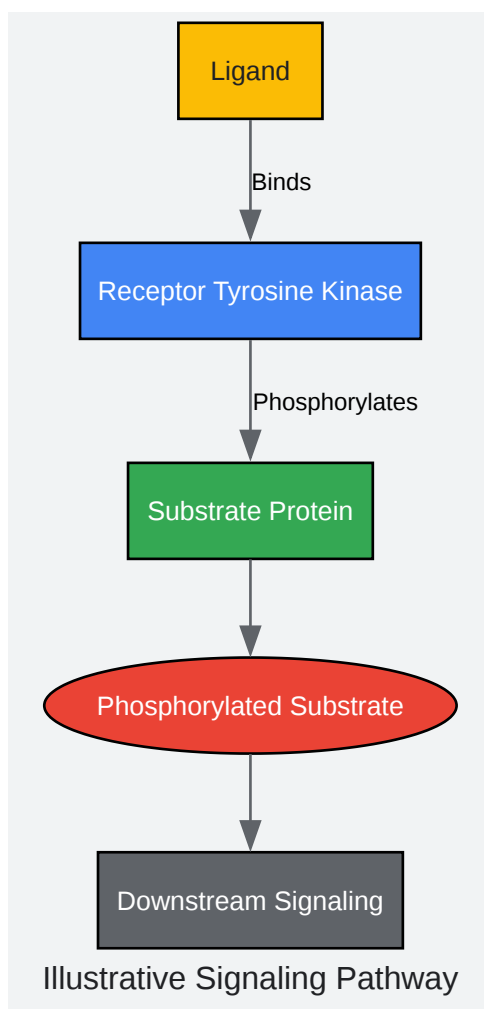 Ligand
Binds
Receptor Tyrosine Kinase
Phosphorylates
Substrate Protein
Phosphorylated Substrate
Downstream Signaling
Illustrative Signaling Pathway